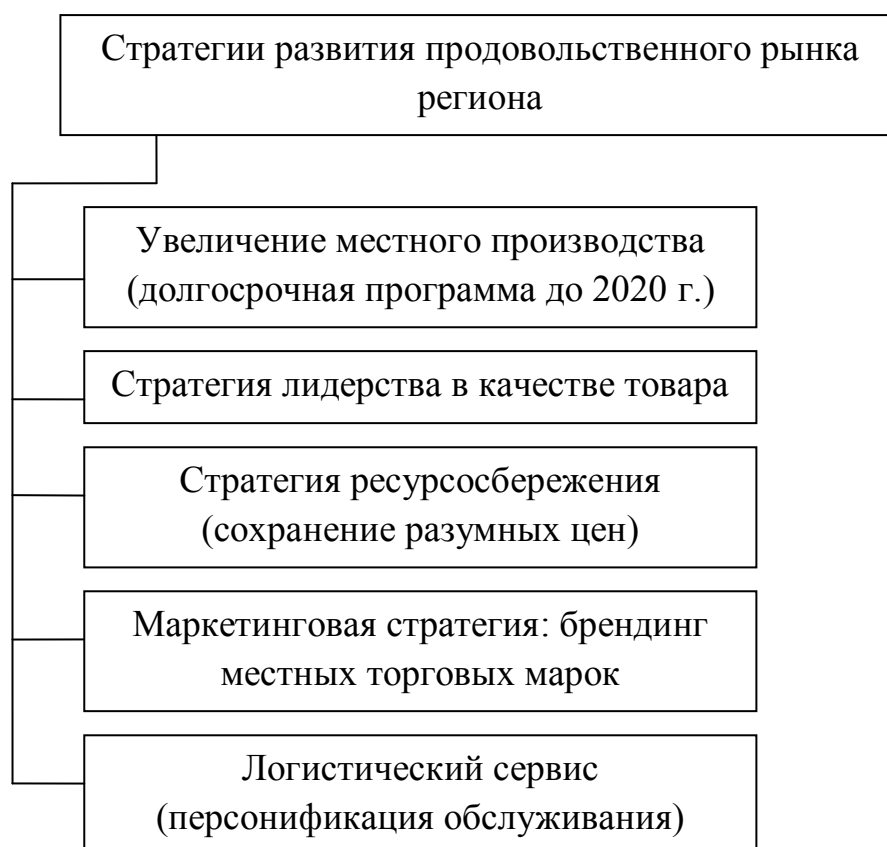 Стратегии развития продовольственного рынка
региона
Увеличение местного производства
(долгосрочная программа до 2020 г.)
Стратегия лидерства в качестве товара
Стратегия ресурсосбережения
(сохранение разумных цен)
Маркетинговая стратегия: брендинг
местных торговых марок
Логистический сервис
(персонификация обслуживания)